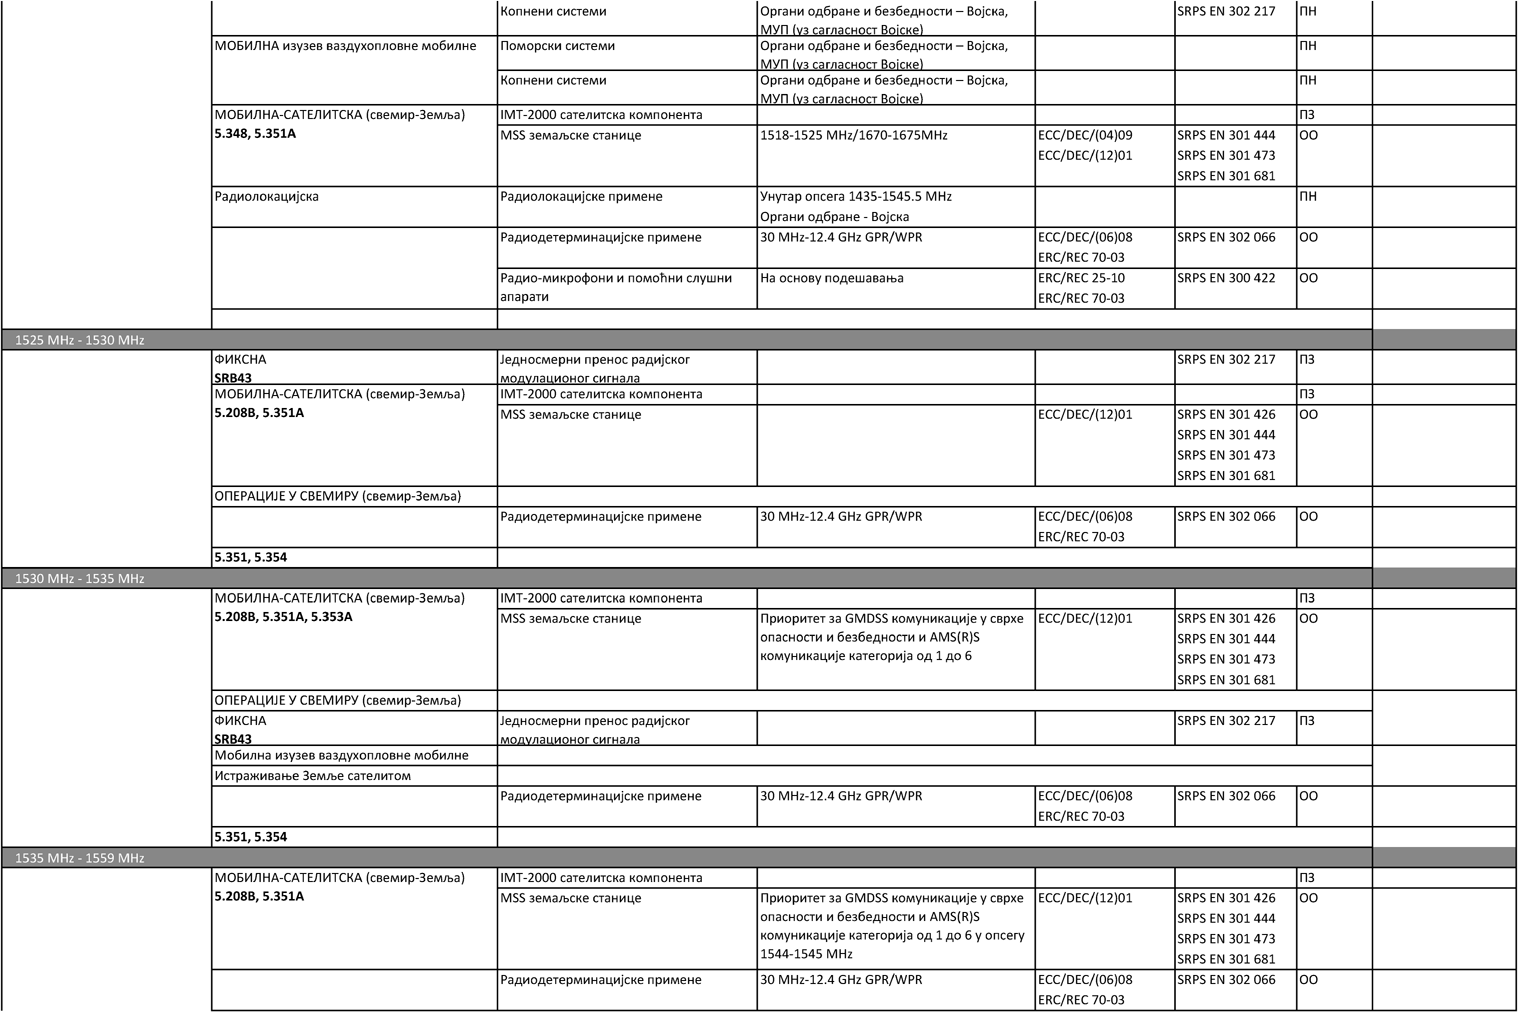 Копнени системи Органи одбране и безбедности – Војска, SRPS EN 302 217 ПН
МУП (уз сагласност Војске)
МОБИЛНА изузев ваздухопловне мобилне Поморски системи Органи одбране и безбедности – Војска, ПН
МУП (уз сагласност Војске)
Копнени системи Органи одбране и безбедности – Војска, ПН
МУП (уз сагласност Војске)
МОБИЛНА-САТЕЛИТСКА (свемир-Земља) IMT-2000 сателитска компонента ПЗ
5.348, 5.351A MSS земаљске станице 1518-1525 MHz/1670-1675MHz ECC/DEC/(04)09 SRPS EN 301 444 ОО
ECC/DEC/(12)01 SRPS EN 301 473
SRPS EN 301 681
Радиолокацијска Радиолокацијске примене Унутар опсега 1435-1545.5 MHz ПН
Органи одбране - Војска
Радиодетерминацијске примене 30 MHz-12.4 GHz GPR/WPR ECC/DEC/(06)08 SRPS EN 302 066 ОО
ERC/REC 70-03
Радио-микрофони и помоћни слушни На основу подешавања ERC/REC 25-10 SRPS EN 300 422 ОО
апарати ERC/REC 70-03
1525 MHz - 1530 MHz
ФИКСНА Једносмерни пренос радијског SRPS EN 302 217 ПЗ
SRB43 модулационог сигнала
МОБИЛНА-САТЕЛИТСКА (свемир-Земља) IMT-2000 сателитска компонента ПЗ
5.208B, 5.351A MSS земаљске станице ECC/DEC/(12)01 SRPS EN 301 426 ОО
SRPS EN 301 444
SRPS EN 301 473
SRPS EN 301 681
ОПЕРАЦИЈЕ У СВЕМИРУ (свемир-Земља)
Радиодетерминацијске примене 30 MHz-12.4 GHz GPR/WPR ECC/DEC/(06)08 SRPS EN 302 066 ОО
ERC/REC 70-03
5.351, 5.354
1530 MHz - 1535 MHz
МОБИЛНА-САТЕЛИТСКА (свемир-Земља) IMT-2000 сателитска компонента ПЗ
5.208B, 5.351A, 5.353A MSS земаљске станице Приоритет за GMDSS комуникације у сврхе ECC/DEC/(12)01 SRPS EN 301 426 ОО
опасности и безбедности и AMS(R)S SRPS EN 301 444
комуникације категорија од 1 до 6 SRPS EN 301 473
SRPS EN 301 681
ОПЕРАЦИЈЕ У СВЕМИРУ (свемир-Земља)
ФИКСНА Једносмерни пренос радијског SRPS EN 302 217 ПЗ
SRB43 модулационог сигнала
Мобилна изузев ваздухопловне мобилне
Истраживање Земље сателитом
Радиодетерминацијске примене 30 MHz-12.4 GHz GPR/WPR ECC/DEC/(06)08 SRPS EN 302 066 ОО
ERC/REC 70-03
5.351, 5.354
1535 MHz - 1559 MHz
МОБИЛНА-САТЕЛИТСКА (свемир-Земља) IMT-2000 сателитска компонента ПЗ
5.208B, 5.351A MSS земаљске станице Приоритет за GMDSS комуникације у сврхе ECC/DEC/(12)01 SRPS EN 301 426 ОО
опасности и безбедности и AMS(R)S SRPS EN 301 444
комуникације категорија од 1 до 6 у опсегу SRPS EN 301 473
1544-1545 MHz SRPS EN 301 681
Радиодетерминацијске примене 30 MHz-12.4 GHz GPR/WPR ECC/DEC/(06)08 SRPS EN 302 066 ОО
ERC/REC 70-03